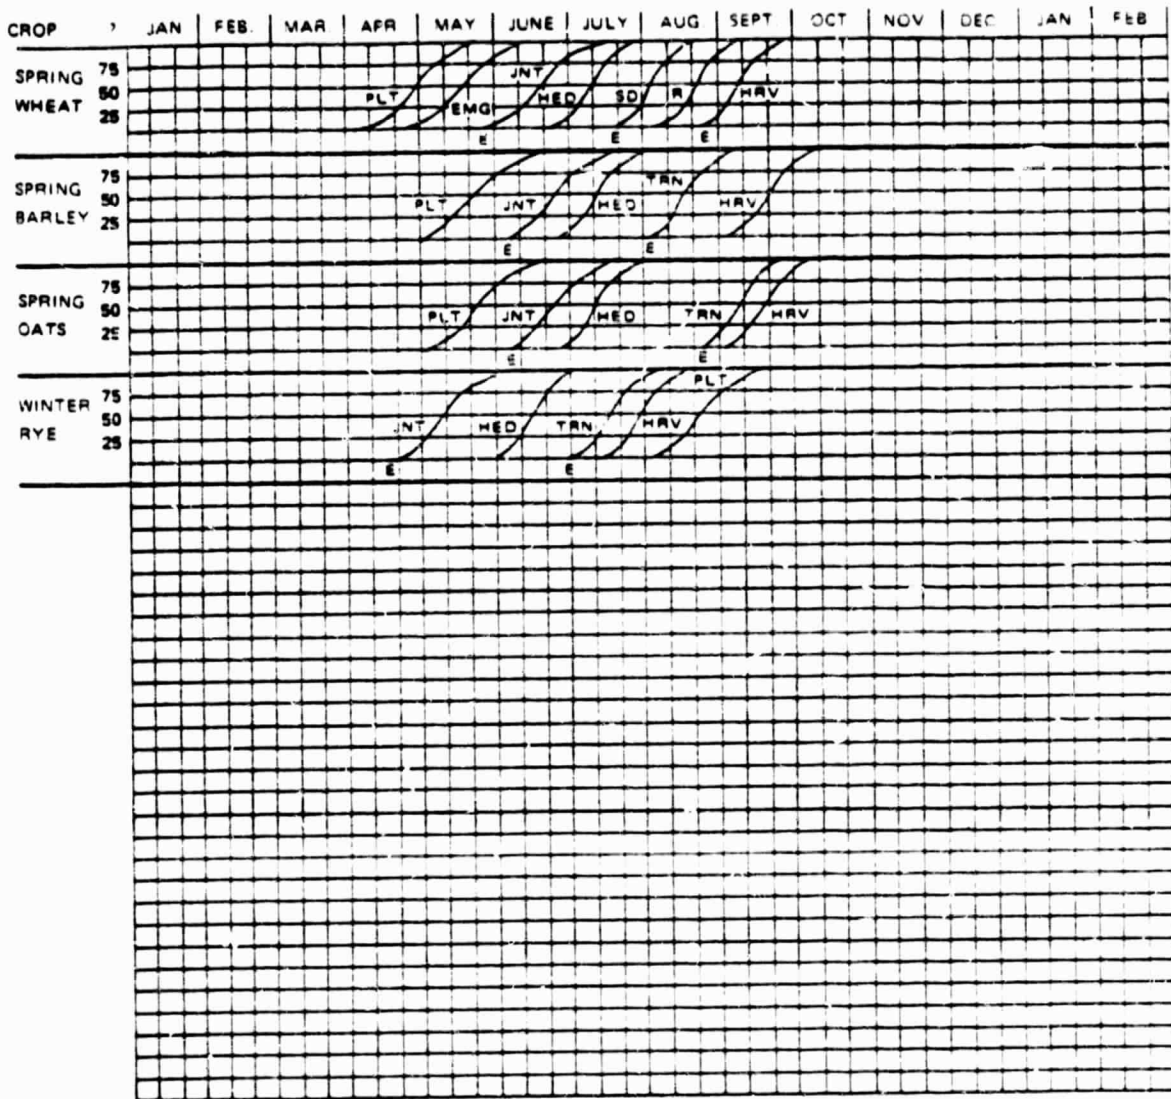 CROP JAN FEB. MAR APR MAY JUNE JULY AUG SEPT OCT NOV DEC JAN FEB
SPRING WHEAT
75
50
25
PLT EMG JNT HED SD R HRV
E E E
SPRING BARLEY
75
50
25
PLT JNT HED TRN HRV
E E
SPRING OATS
75
50
25
PLT JNT HED TRN HRV
E E
WINTER RYE
75
50
25
JNT HED TRN HRV PLT
E E